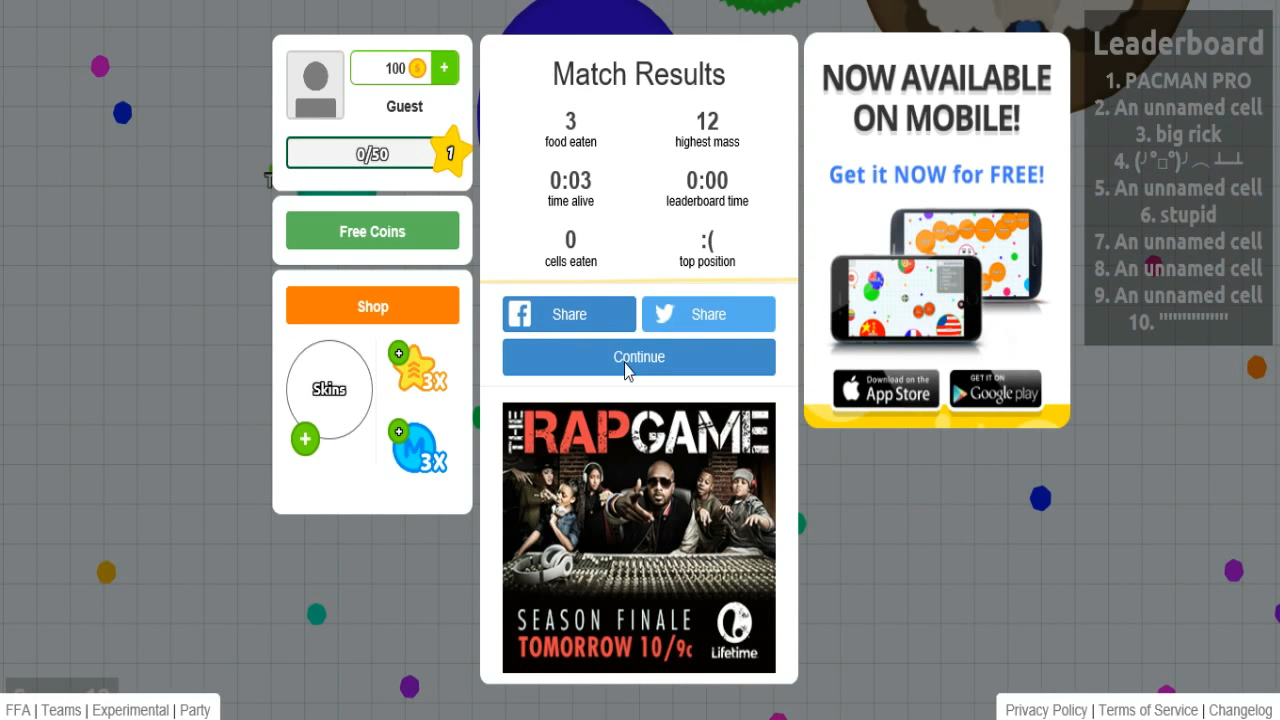 100
Guest
0/50
1
Free Coins
Shop
Skins
3X
M
3X
Match Results
3
food eaten
12
highest mass
0:03
time alive
0:00
leaderboard time
0
cells eaten
:(
top position
Share
Share
Continue
THE RAP GAME
SEASON FINALE
TOMORROW 10/9c
Lifetime
NOW AVAILABLE
ON MOBILE!
Get it NOW for FREE!
Download on the
App Store
GET IT ON
Google play
Leaderboard
1. PACMAN PRO
2. An unnamed cell
3. big rick
4. (╯°□°)╯︵ ┻━┻
5. An unnamed cell
6. stupid
7. An unnamed cell
8. An unnamed cell
9. An unnamed cell
10. ''''''''''''''''''''''''''''''
FFA | Teams | Experimental | Party
Privacy Policy | Terms of Service | Changelog